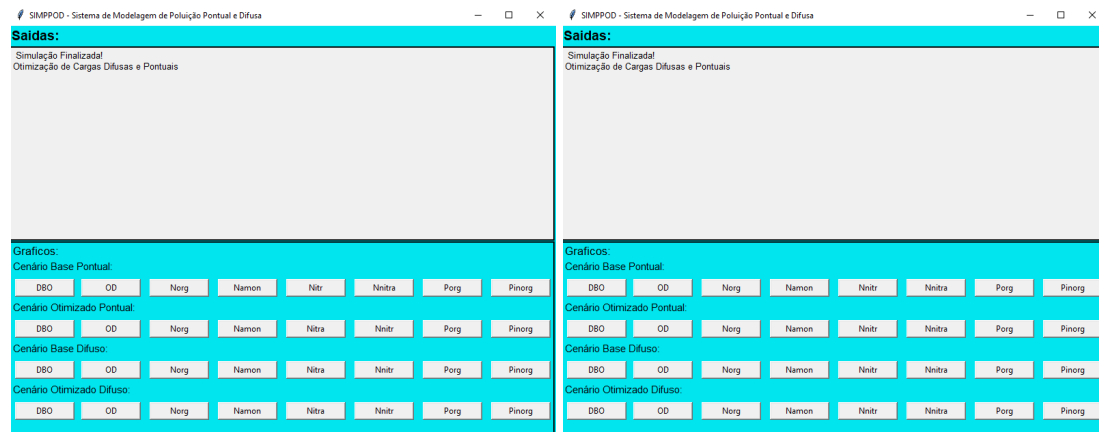 SIMPPOD - Sistema de Modelagem de Poluição Pontual e Difusa
Saidas:
Simulação Finalizada!
Otimização de Cargas Difusas e Pontuais
Graficos:
Cenário Base Pontual:
DBO OD Norg Namon Nitr Nnitra Porg Pinorg
Cenário Otimizado Pontual:
DBO OD Norg Namon Nitra Nnitr Porg Pinorg
Cenário Base Difuso:
DBO OD Norg Namon Nitra Nnitr Porg Pinorg
Cenário Otimizado Difuso:
DBO OD Norg Namon Nitra Nnitr Porg Pinorg
SIMPPOD - Sistema de Modelagem de Poluição Pontual e Difusa
Saidas:
Simulação Finalizada!
Otimização de Cargas Difusas e Pontuais
Graficos:
Cenário Base Pontual:
DBO OD Norg Namon Nnitr Nnitra Porg Pinorg
Cenário Otimizado Pontual:
DBO OD Norg Namon Nnitr Nnitra Porg Pinorg
Cenário Base Difuso:
DBO OD Norg Namon Nnitr Nnitra Porg Pinorg
Cenário Otimizado Difuso:
DBO OD Norg Namon Nnitr Nnitra Porg Pinorg